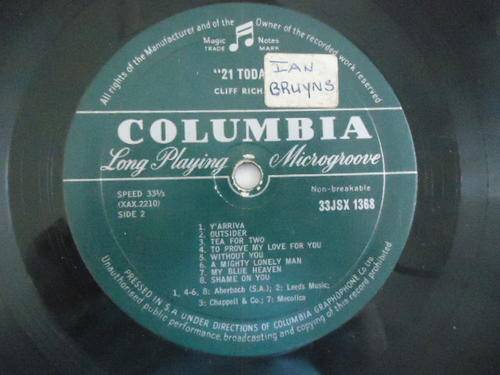 All rights of the Manufacturer and of the Owner of the recorded work reserved
Magic Notes
TRADE MARK
"21 TODA
CLIFF RICH
IAN
BRUYNS
COLUMBIA
Long Playing Microgroove
SPEED 33⅓
(XAX.2210)
SIDE 2
Non-breakable
33JSX 1368
1. Y'ARRIVA
2. OUTSIDER
3. TEA FOR TWO
4. TO PROVE MY LOVE FOR YOU
5. WITHOUT YOU
6. A MIGHTY LONELY MAN
7. MY BLUE HEAVEN
8. SHAME ON YOU
1, 4-6, 8: Aberbach (S.A.); 2: Leeds Music;
3: Chappell & Co.; 7: Mecolico
PRESSED IN S.A. UNDER DIRECTIONS OF COLUMBIA GRAPHOPHONE Co. Ltd.
Unauthorised public performance, broadcasting and copying of this record prohibited